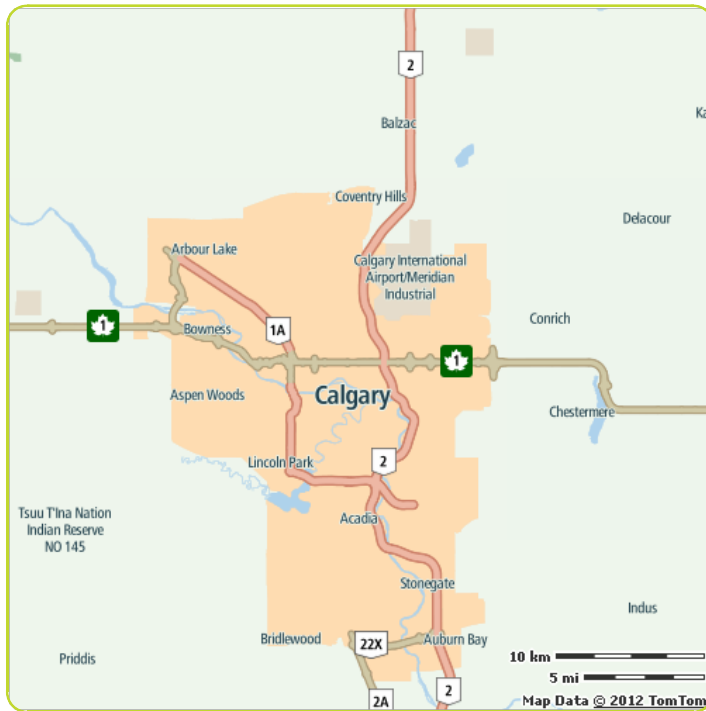 2
Balzac
Ka
Coventry Hills
Delacour
Arbour Lake
Calgary International
Airport/Meridian
Industrial
Conrich
1
Bowness
1A
1
Aspen Woods
Calgary
Chestermere
Lincoln Park
2
Tsuu T'Ina Nation
Indian Reserve
NO 145
Acadia
Stonegate
Indus
Bridlewood
22X
Auburn Bay
Priddis
10 km
5 mi
2A
2
Map Data © 2012 TomTom